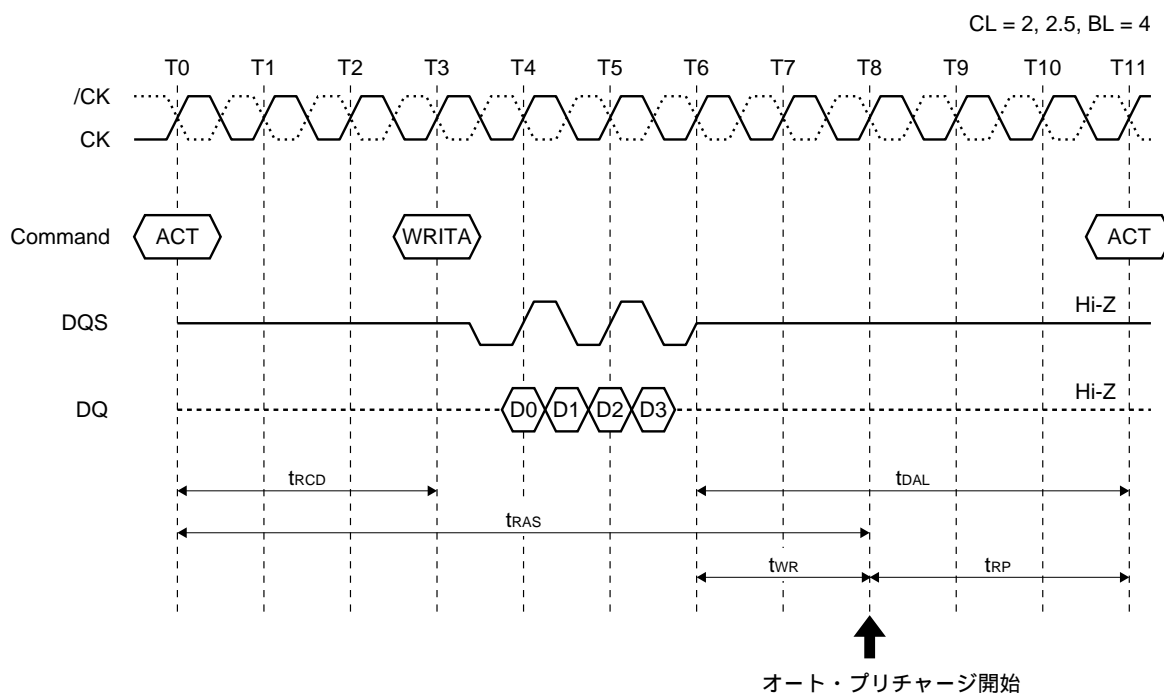 CL = 2, 2.5, BL = 4
T0 T1 T2 T3 T4 T5 T6 T7 T8 T9 T10 T11
/CK
CK
Command ACT WRITA ACT
Hi-Z
DQS
Hi-Z
DQ D0 D1 D2 D3
tRCD tDAL
tRAS
tWR tRP
オート・プリチャージ開始